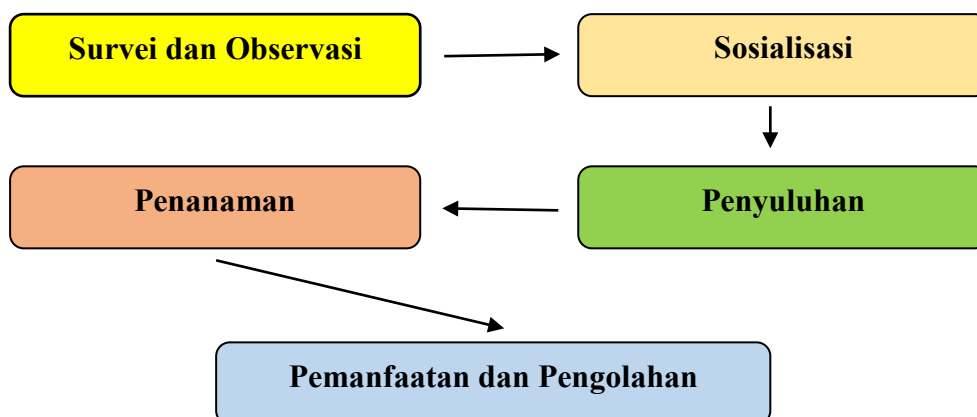 Survei dan Observasi
Sosialisasi
Penyuluhan
Penanaman
Pemanfaatan dan Pengolahan